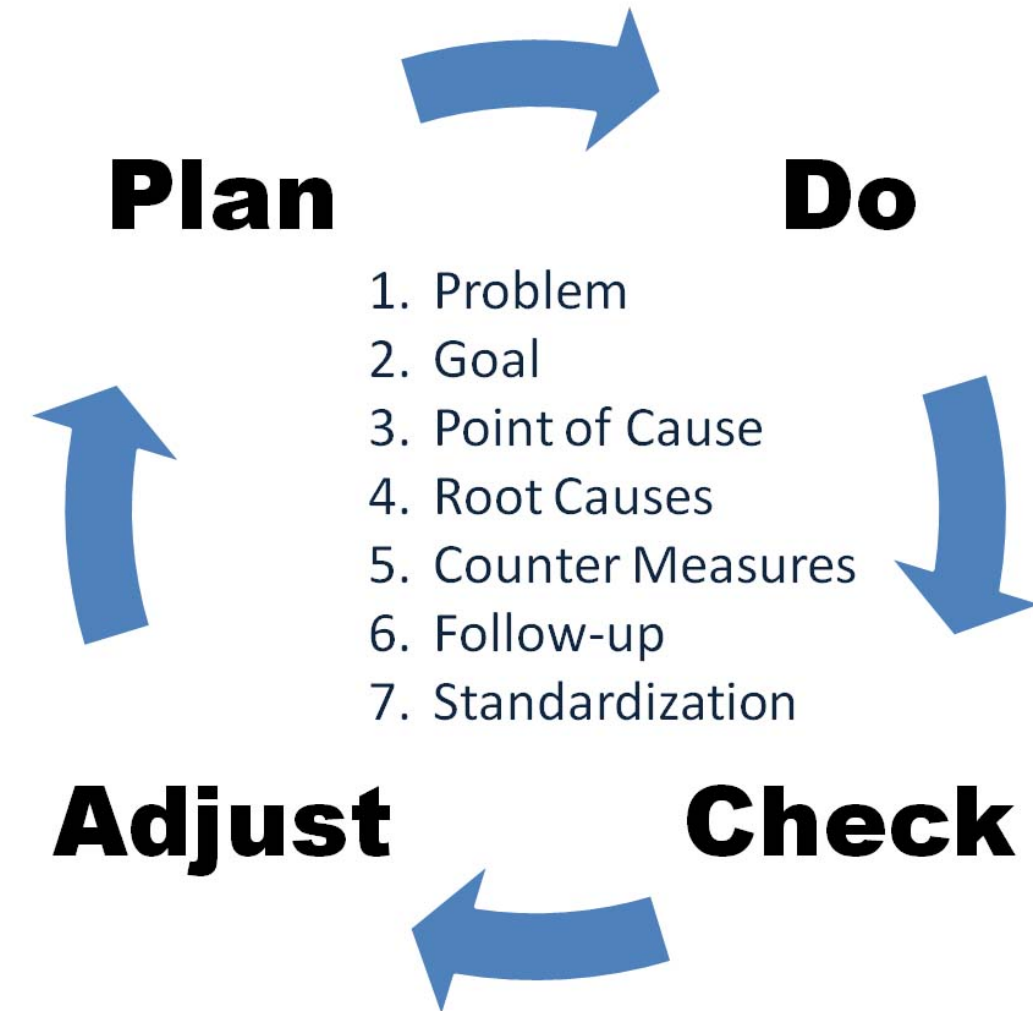 Plan
Do
1. Problem
2. Goal
3. Point of Cause
4. Root Causes
5. Counter Measures
6. Follow-up
7. Standardization
Adjust
Check